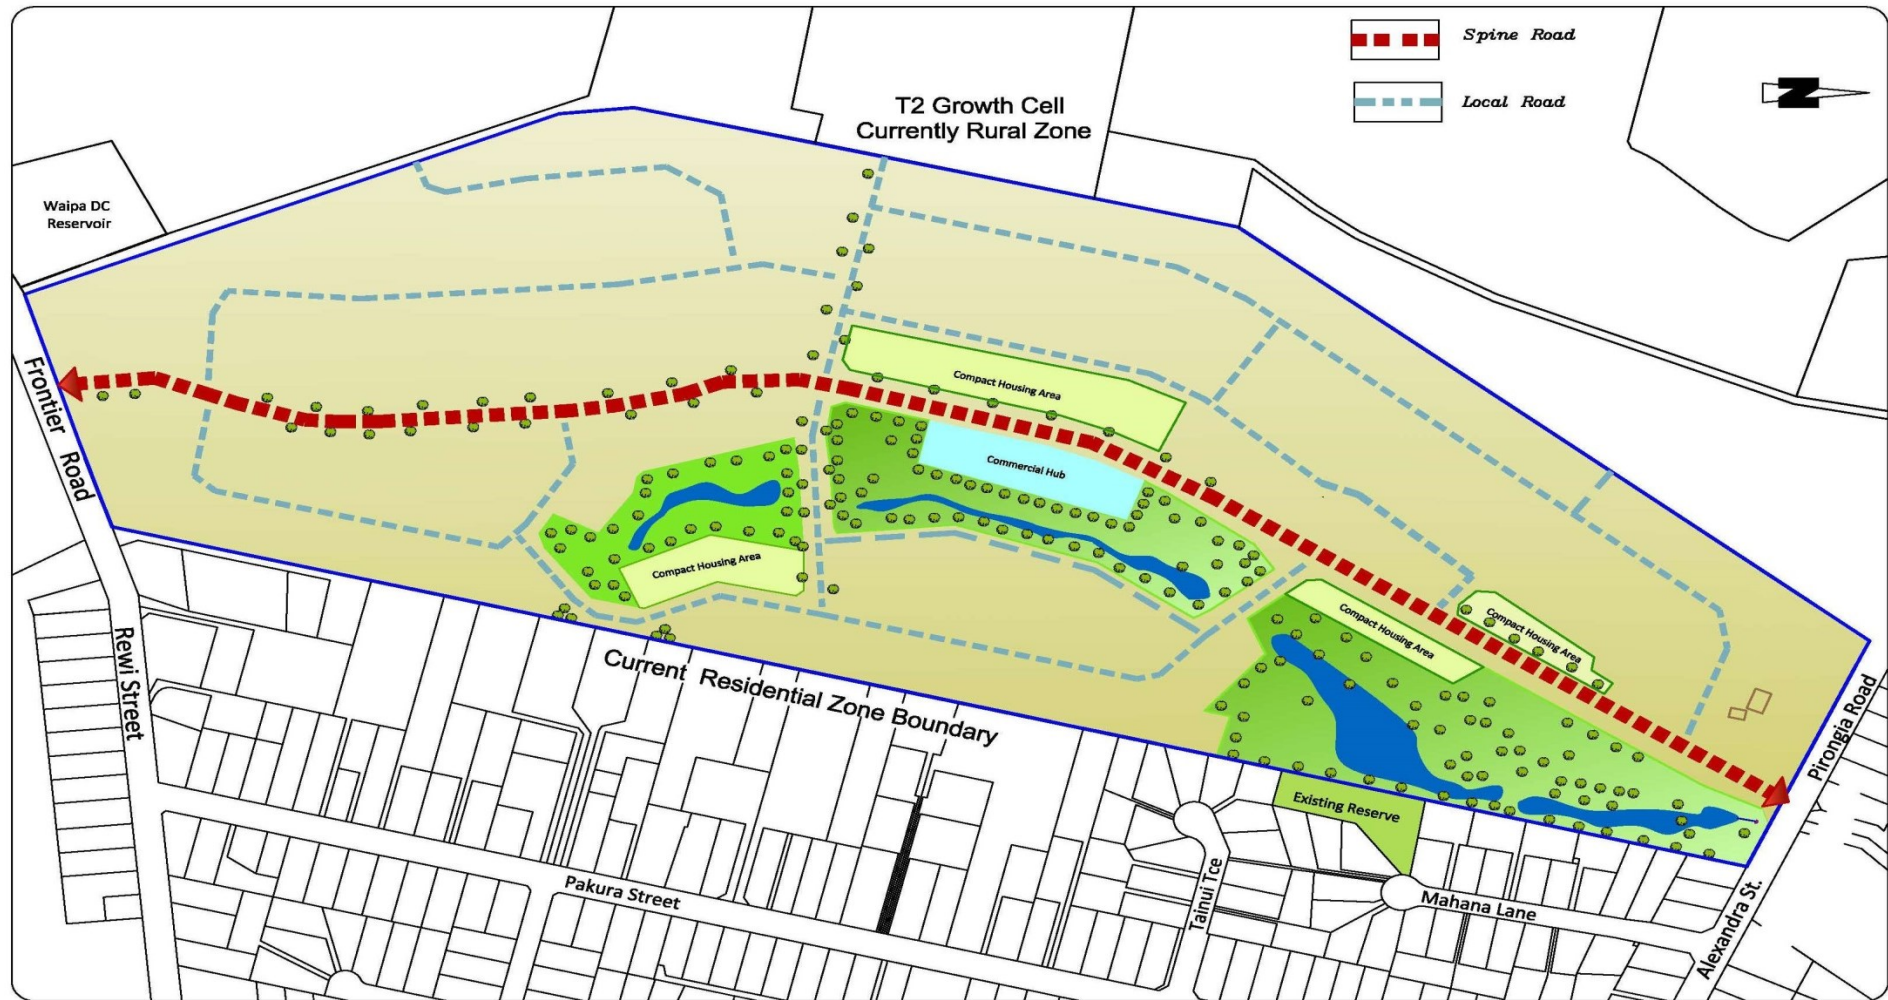 Spine Road
Local Road
N
T2 Growth Cell
Currently Rural Zone
Waipa DC
Reservoir
Frontier Road
Compact Housing Area
Commercial Hub
Compact Housing Area
Compact Housing Area
Compact Housing Area
Rewi Street
Current Residential Zone Boundary
Pirongia Road
Existing Reserve
Pakura Street
Tainui Tce
Mahana Lane
Alexandra St.